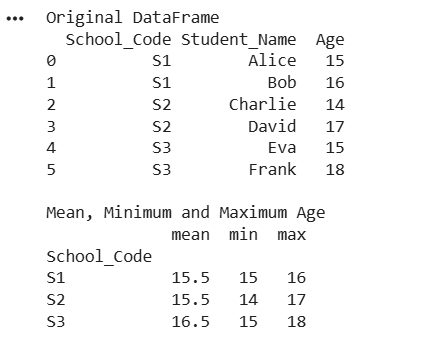 Original DataFrame
School_Code Student_Name Age
0 S1 Alice 15
1 S1 Bob 16
2 S2 Charlie 14
3 S2 David 17
4 S3 Eva 15
5 S3 Frank 18
Mean, Minimum and Maximum Age
mean min max
School_Code
S1 15.5 15 16
S2 15.5 14 17
S3 16.5 15 18